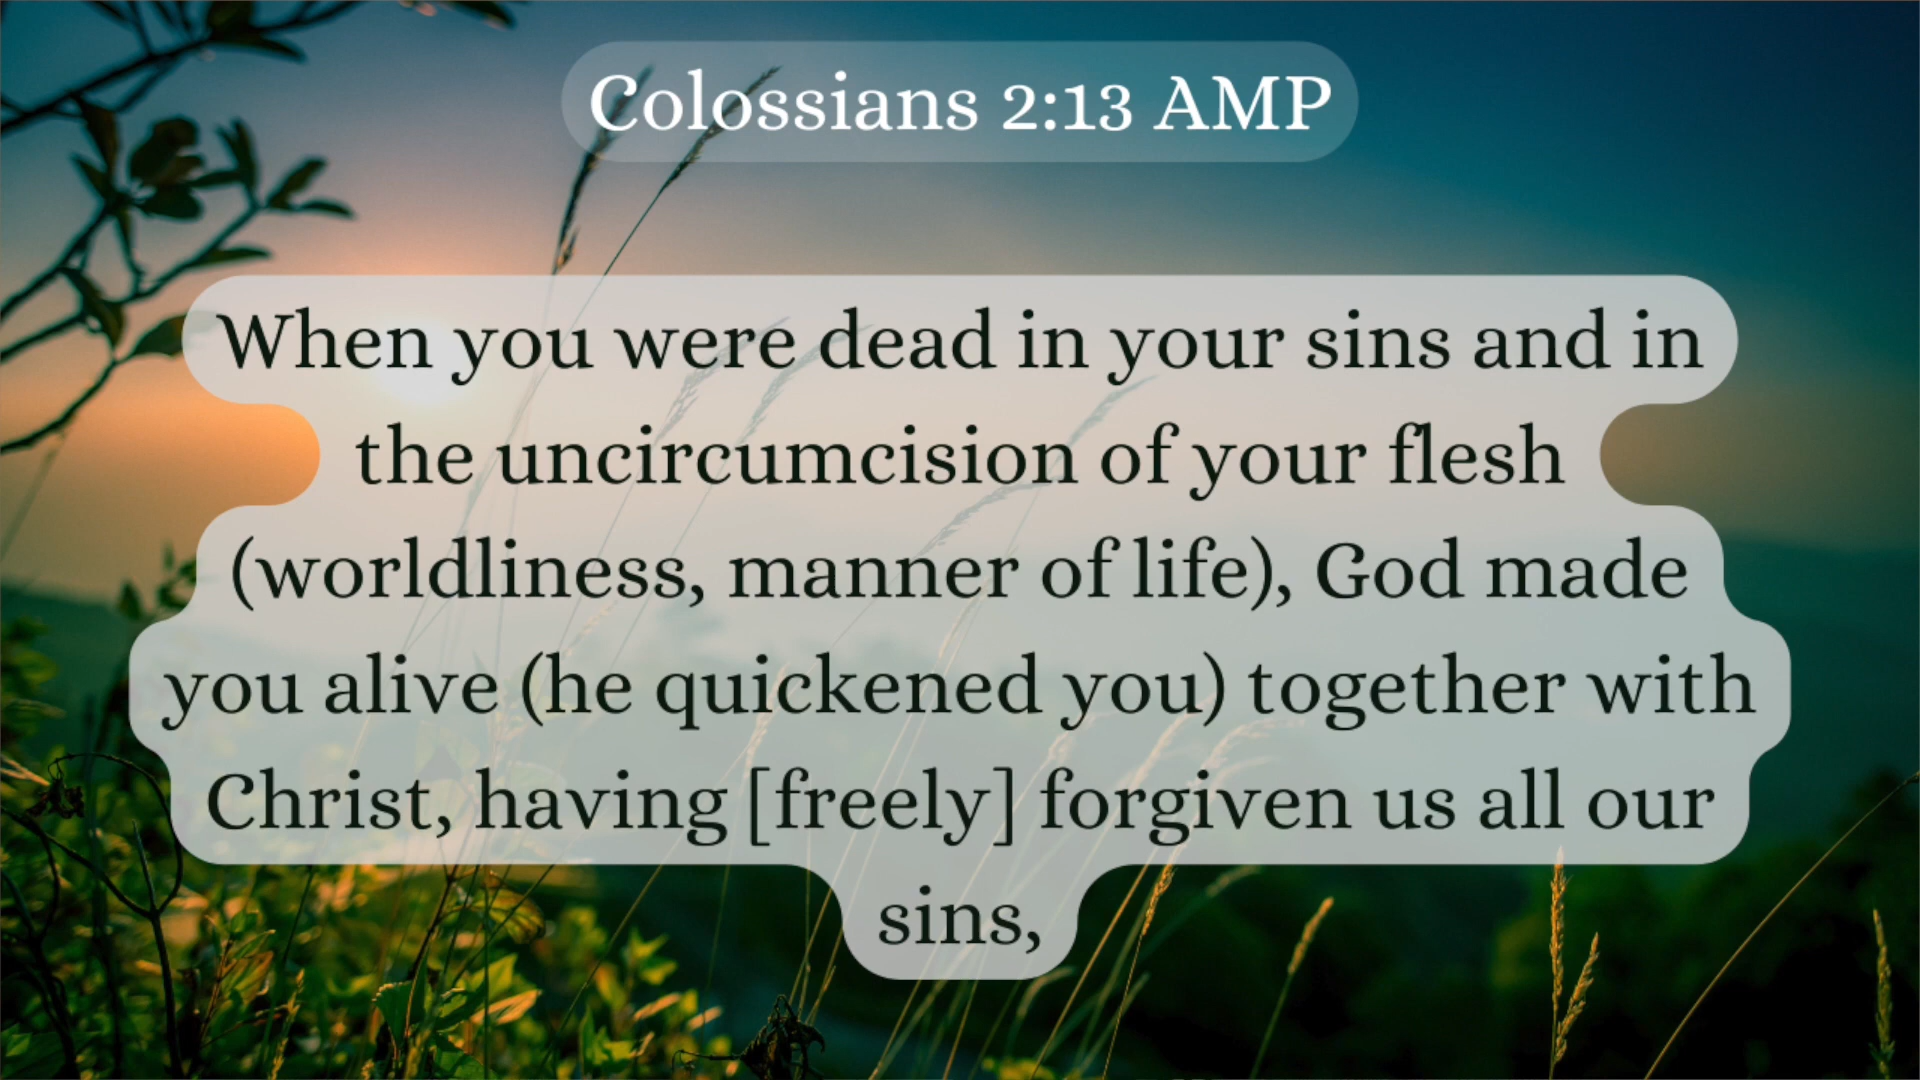 Colossians 2:13 AMP
When you were dead in your sins and in
the uncircumcision of your flesh
(worldliness, manner of life), God made
you alive (he quickened you) together with
Christ, having [freely] forgiven us all our
sins,